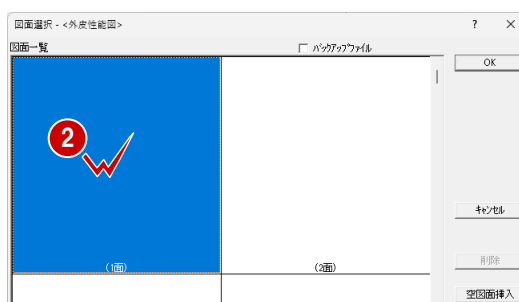 図面選択 - <外皮性能図>
? ×
図面一覧
バックアップファイル
OK
2
(1面)
(2面)
キャンセル
削除
空図面挿入